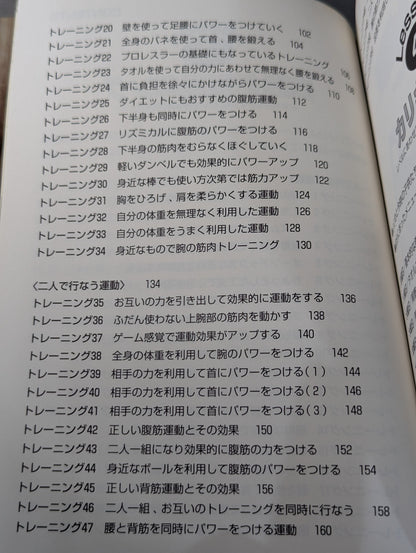 トレーニング20　壁を使って足腰にパワーをつけていく　102
トレーニング21　全身のバネを使って首、腰を鍛える　104
トレーニング22　プロレスラーの基礎にもなっているトレーニング　106
トレーニング23　タオルを使って自分の力にあわせて無理なく腰を鍛える　108
トレーニング24　首に負担を徐々にかけながらパワーをつける　110
トレーニング25　ダイエットにもおすすめの腹筋運動　112
トレーニング26　下半身も同時にパワーをつける　114
トレーニング27　リズミカルに腹筋のパワーをつける　116
トレーニング28　下半身の筋肉をむらなくほぐしていく　118
トレーニング29　軽いダンベルでも効果的にパワーアップ　120
トレーニング30　身近な棒でも使い方次第では筋力アップ　122
トレーニング31　胸をひろげ、肩を柔らかくする運動　124
トレーニング32　自分の体重を無理なく利用した運動　126
トレーニング33　自分の体重をうまく利用した運動　128
トレーニング34　身近なもので腕の筋肉トレーニング　130
〈二人で行なう運動〉　134
トレーニング35　お互いの力を引き出して効果的に運動をする　136
トレーニング36　ふだん使わない上腕部の筋肉を動かす　138
トレーニング37　ゲーム感覚で運動効果がアップする　140
トレーニング38　全身の体重を利用して腕のパワーをつける　142
トレーニング39　相手の力を利用して首にパワーをつける(1)　144
トレーニング40　相手の力を利用して首にパワーをつける(2)　146
トレーニング41　相手の力を利用して首にパワーをつける(3)　148
トレーニング42　正しい腹筋運動とその効果　150
トレーニング43　二人一組になり効果的に腹筋の力をつける　152
トレーニング44　身近なボールを利用して腹筋のパワーをつける　154
トレーニング45　正しい背筋運動とその効果　156
トレーニング46　二人一組、お互いのトレーニングを同時に行なう　158
トレーニング47　腰と背筋を同時にパワーをつける運動　160